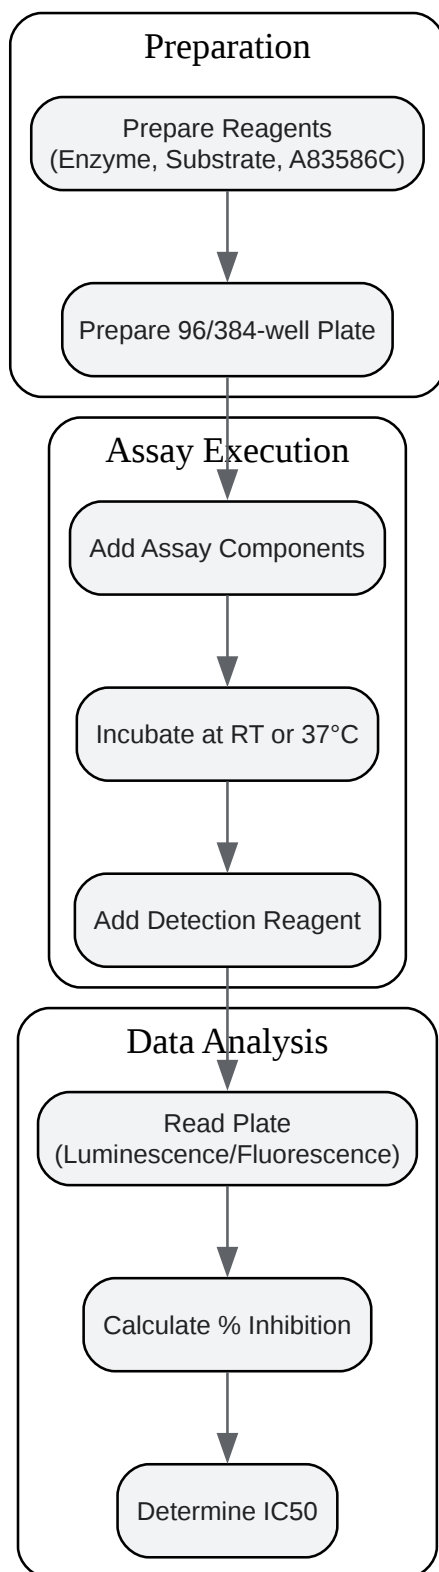 Preparation
Prepare Reagents
(Enzyme, Substrate, A83586C)
Prepare 96/384-well Plate
Assay Execution
Add Assay Components
Incubate at RT or 37°C
Add Detection Reagent
Data Analysis
Read Plate
(Luminescence/Fluorescence)
Calculate % Inhibition
Determine IC50